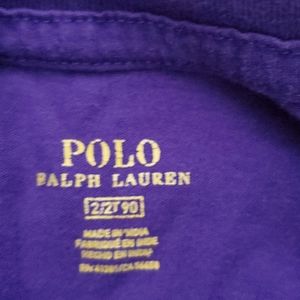 POLO
RALPH LAUREN
2/2T 90
MADE IN INDIA
FABRIQUÉ EN INDE
HECHO EN INDIA